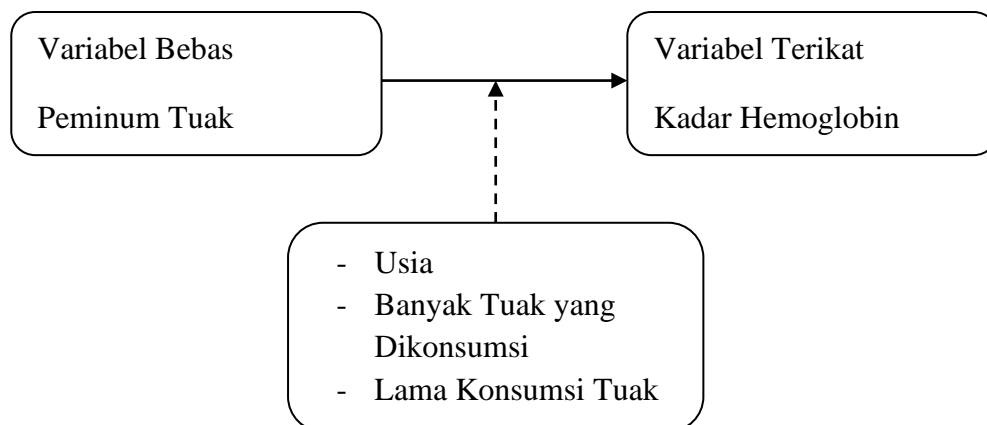 Variabel Bebas
Peminum Tuak
Variabel Terikat
Kadar Hemoglobin
- Usia
- Banyak Tuak yang
Dikonsumsi
- Lama Konsumsi Tuak